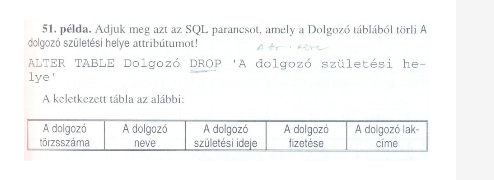 51. példa. Adjuk meg azt az SQL parancsot, amely a Dolgozó táblából törli A
dolgozó születési helye attribútumot!
ALTER TABLE Dolgozó DROP 'A dolgozó születési he-
lye'
A keletkezett tábla az alábbi:
A dolgozó törzsszáma
A dolgozó neve
A dolgozó születési ideje
A dolgozó fizetése
A dolgozó lak-
címe